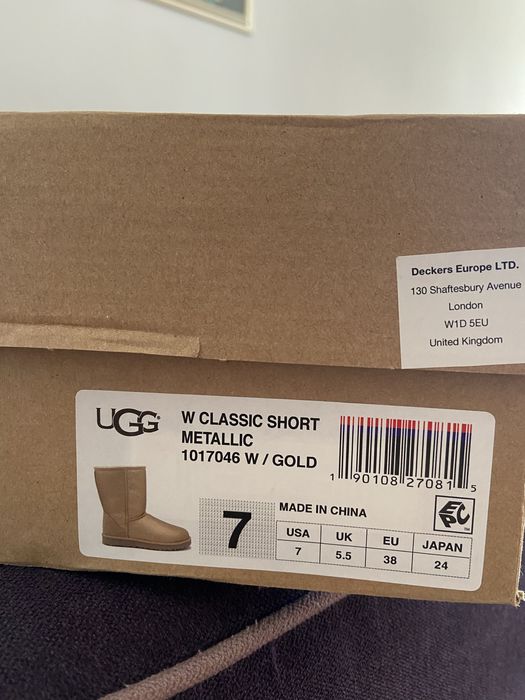 Deckers Europe LTD.
130 Shaftesbury Avenue
London
W1D 5EU
United Kingdom
UGG
W CLASSIC SHORT
METALLIC
1017046 W / GOLD
1 90108 27081 5
7
MADE IN CHINA
EPC
USA UK EU JAPAN
7 5.5 38 24